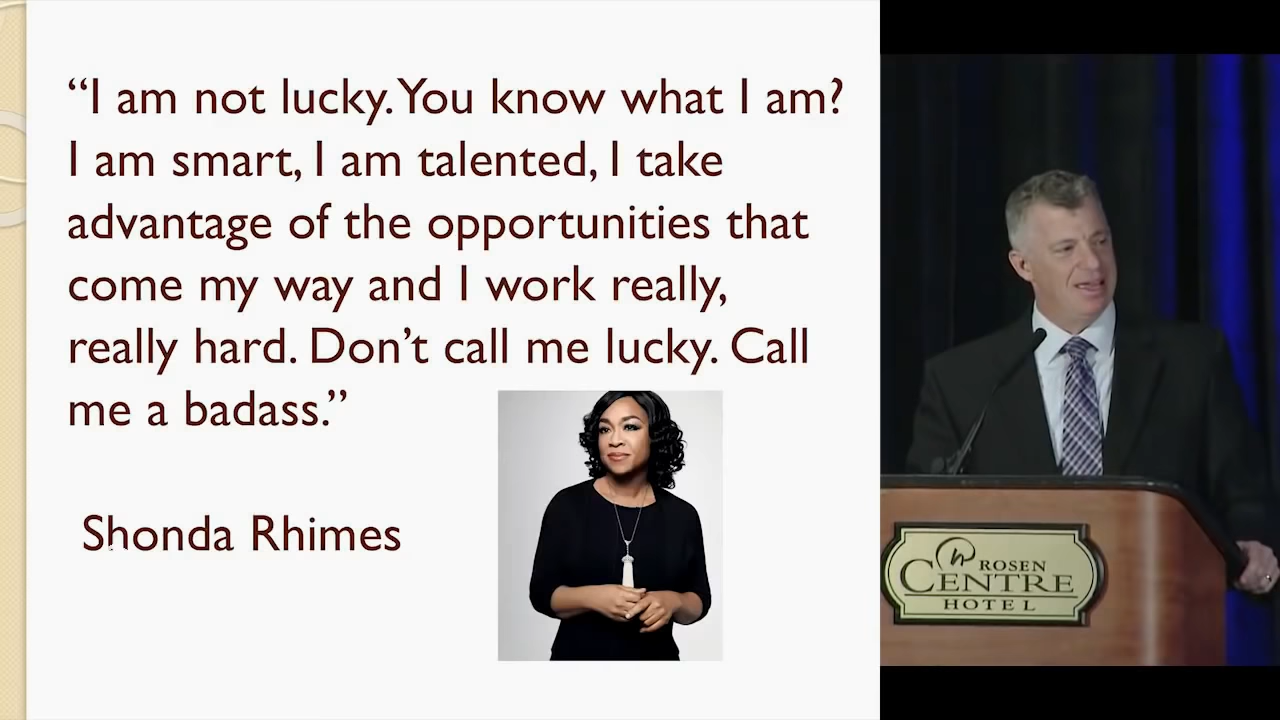 “I am not lucky. You know what I am?
I am smart, I am talented, I take
advantage of the opportunities that
come my way and I work really,
really hard. Don’t call me lucky. Call
me a badass.”
Shonda Rhimes
ROSEN
CENTRE
HOTEL